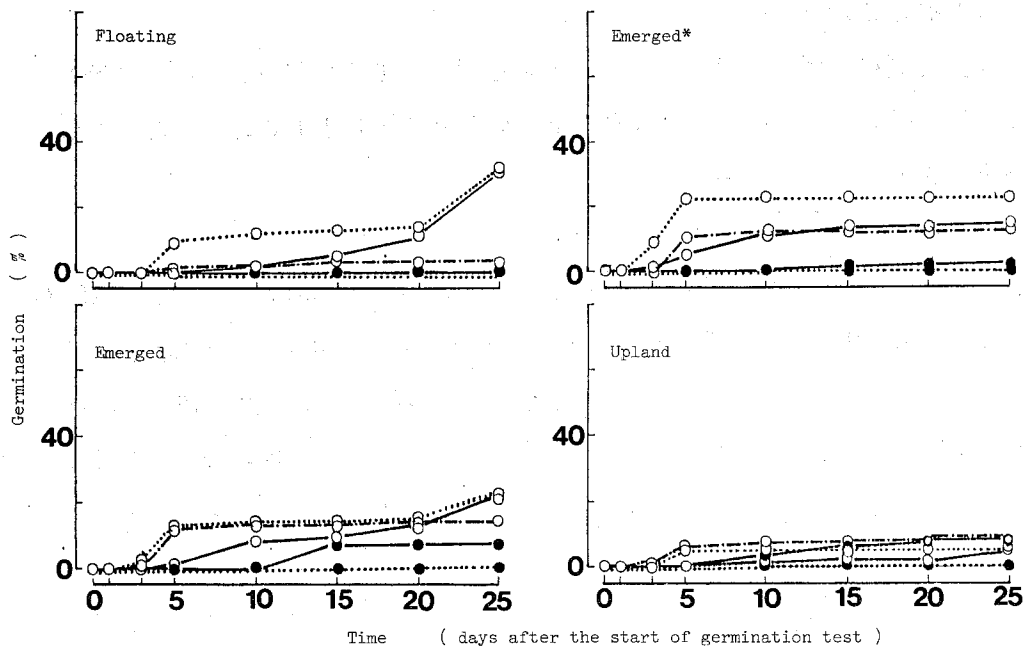 Floating
Emerged*
40
40
0
0
Germination ( % )
Emerged
Upland
40
40
0
0
0 5 10 15 20 25
0 5 10 15 20 25
Time ( days after the start of germination test )